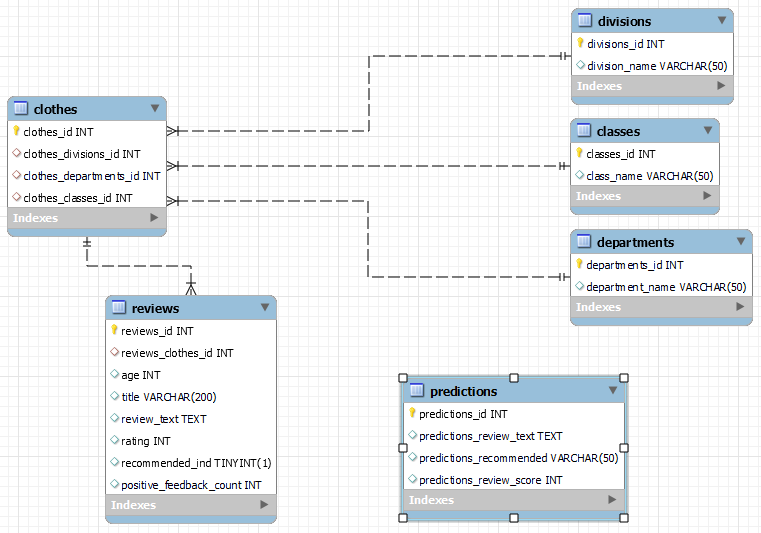 divisions
divisions_id INT
division_name VARCHAR(50)
Indexes
clothes
clothes_id INT
clothes_divisions_id INT
clothes_departments_id INT
clothes_classes_id INT
Indexes
classes
classes_id INT
class_name VARCHAR(50)
Indexes
departments
departments_id INT
department_name VARCHAR(50)
Indexes
reviews
reviews_id INT
reviews_clothes_id INT
age INT
title VARCHAR(200)
review_text TEXT
rating INT
recommended_ind TINYINT(1)
positive_feedback_count INT
Indexes
predictions
predictions_id INT
predictions_review_text TEXT
predictions_recommended VARCHAR(50)
predictions_review_score INT
Indexes